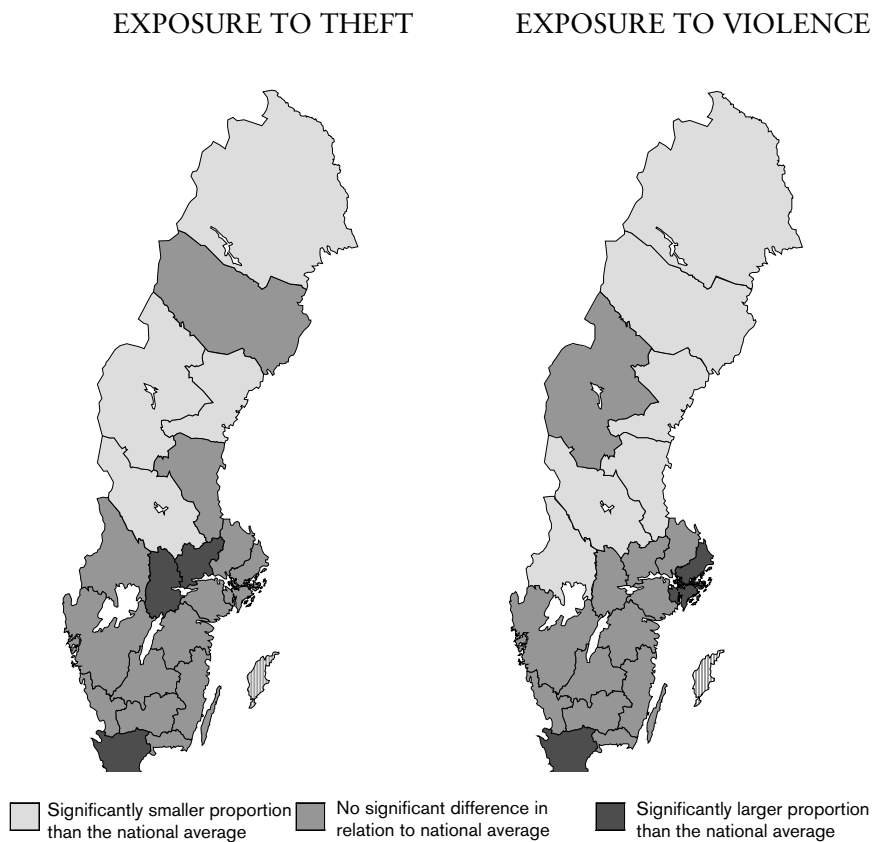 EXPOSURE TO THEFT
EXPOSURE TO VIOLENCE
Significantly smaller proportion
than the national average
No significant difference in
relation to national average
Significantly larger proportion
than the national average